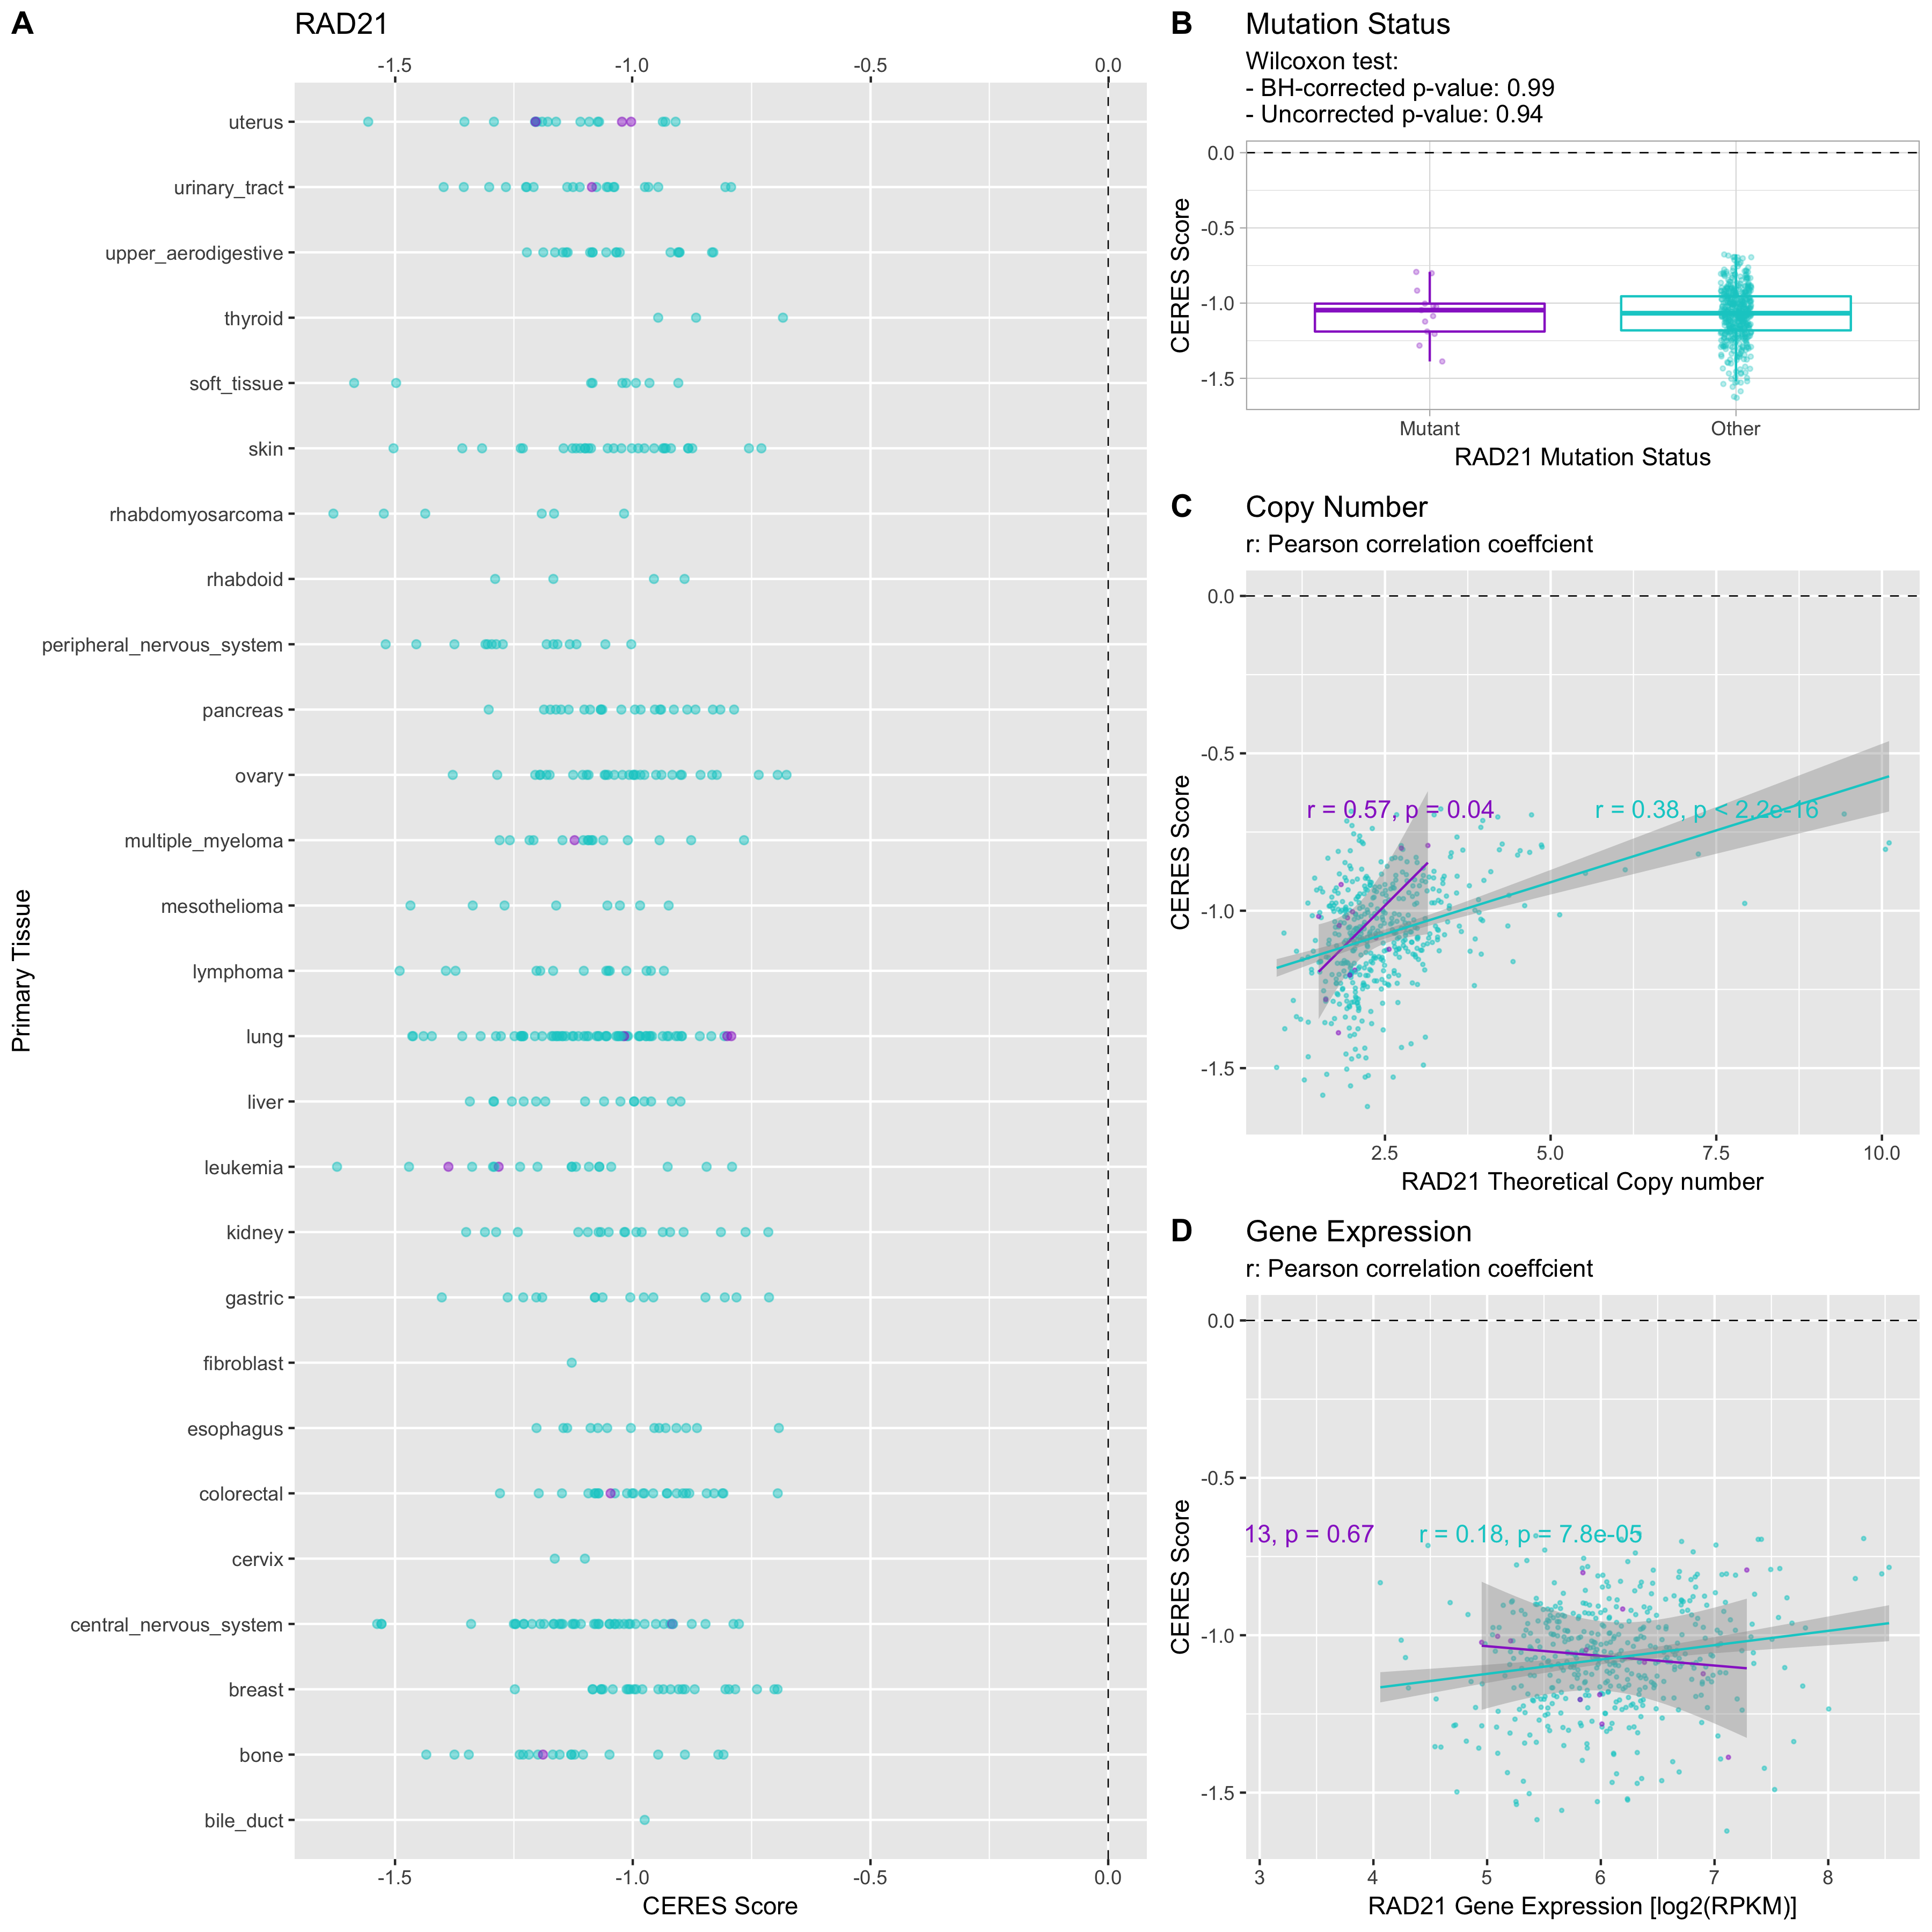 A
RAD21
-1.5 -1.0 -0.5 0.0
uterus
urinary_tract
upper_aerodigestive
thyroid
soft_tissue
skin
rhabdomyosarcoma
rhabdoid
peripheral_nervous_system
pancreas
ovary
multiple_myeloma
mesothelioma
lymphoma
lung
liver
leukemia
kidney
gastric
fibroblast
esophagus
colorectal
cervix
central_nervous_system
breast
bone
bile_duct
Primary Tissue
-1.5 -1.0 -0.5 0.0
CERES Score
B
Mutation Status
Wilcoxon test:
- BH-corrected p-value: 0.99
- Uncorrected p-value: 0.94
0.0
-0.5
-1.0
-1.5
CERES Score
Mutant Other
RAD21 Mutation Status
C
Copy Number
r: Pearson correlation coeffcient
0.0
-0.5
-1.0
-1.5
CERES Score
r = 0.57, p = 0.04
r = 0.38, p < 2.2e-16
2.5 5.0 7.5 10.0
RAD21 Theoretical Copy number
D
Gene Expression
r: Pearson correlation coeffcient
0.0
-0.5
-1.0
-1.5
CERES Score
13, p = 0.67
r = 0.18, p = 7.8e-05
3 4 5 6 7 8
RAD21 Gene Expression [log2(RPKM)]